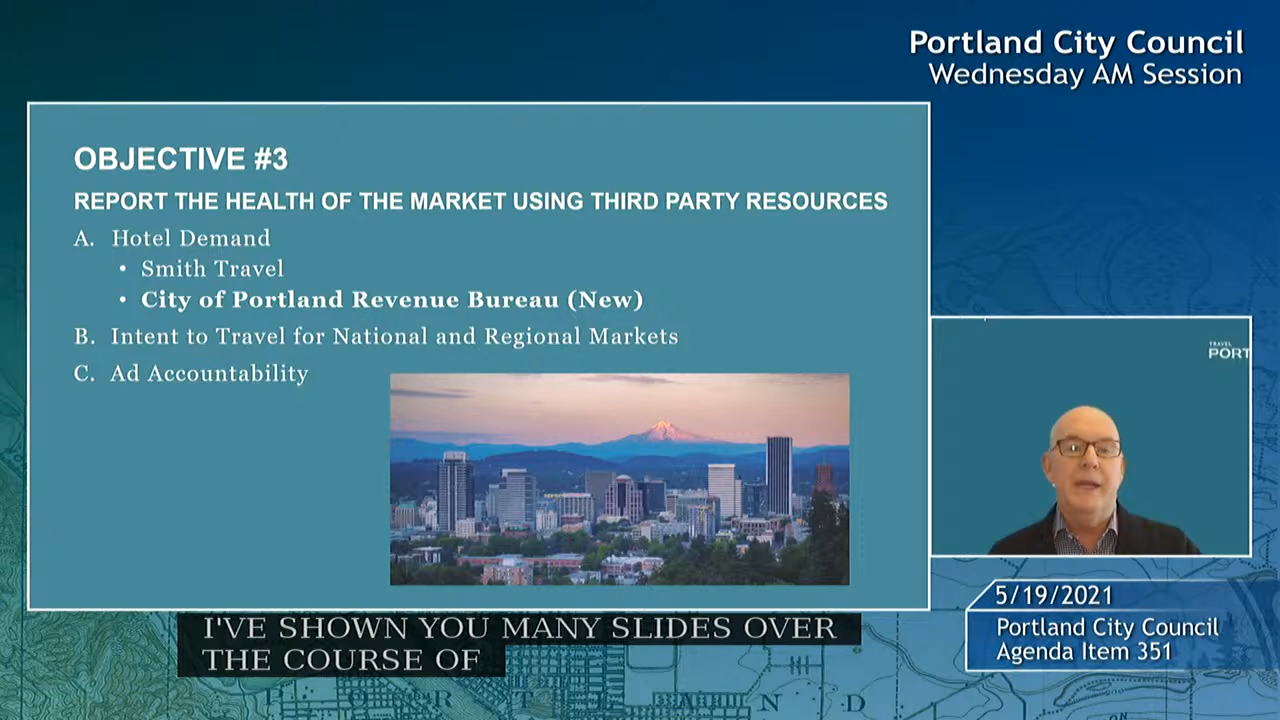 Portland City Council
Wednesday AM Session
OBJECTIVE #3
REPORT THE HEALTH OF THE MARKET USING THIRD PARTY RESOURCES
A. Hotel Demand
• Smith Travel
• City of Portland Revenue Bureau (New)
B. Intent to Travel for National and Regional Markets
C. Ad Accountability
TRAVEL
PORT
5/19/2021
Portland City Council
Agenda Item 351
I'VE SHOWN YOU MANY SLIDES OVER
THE COURSE OF